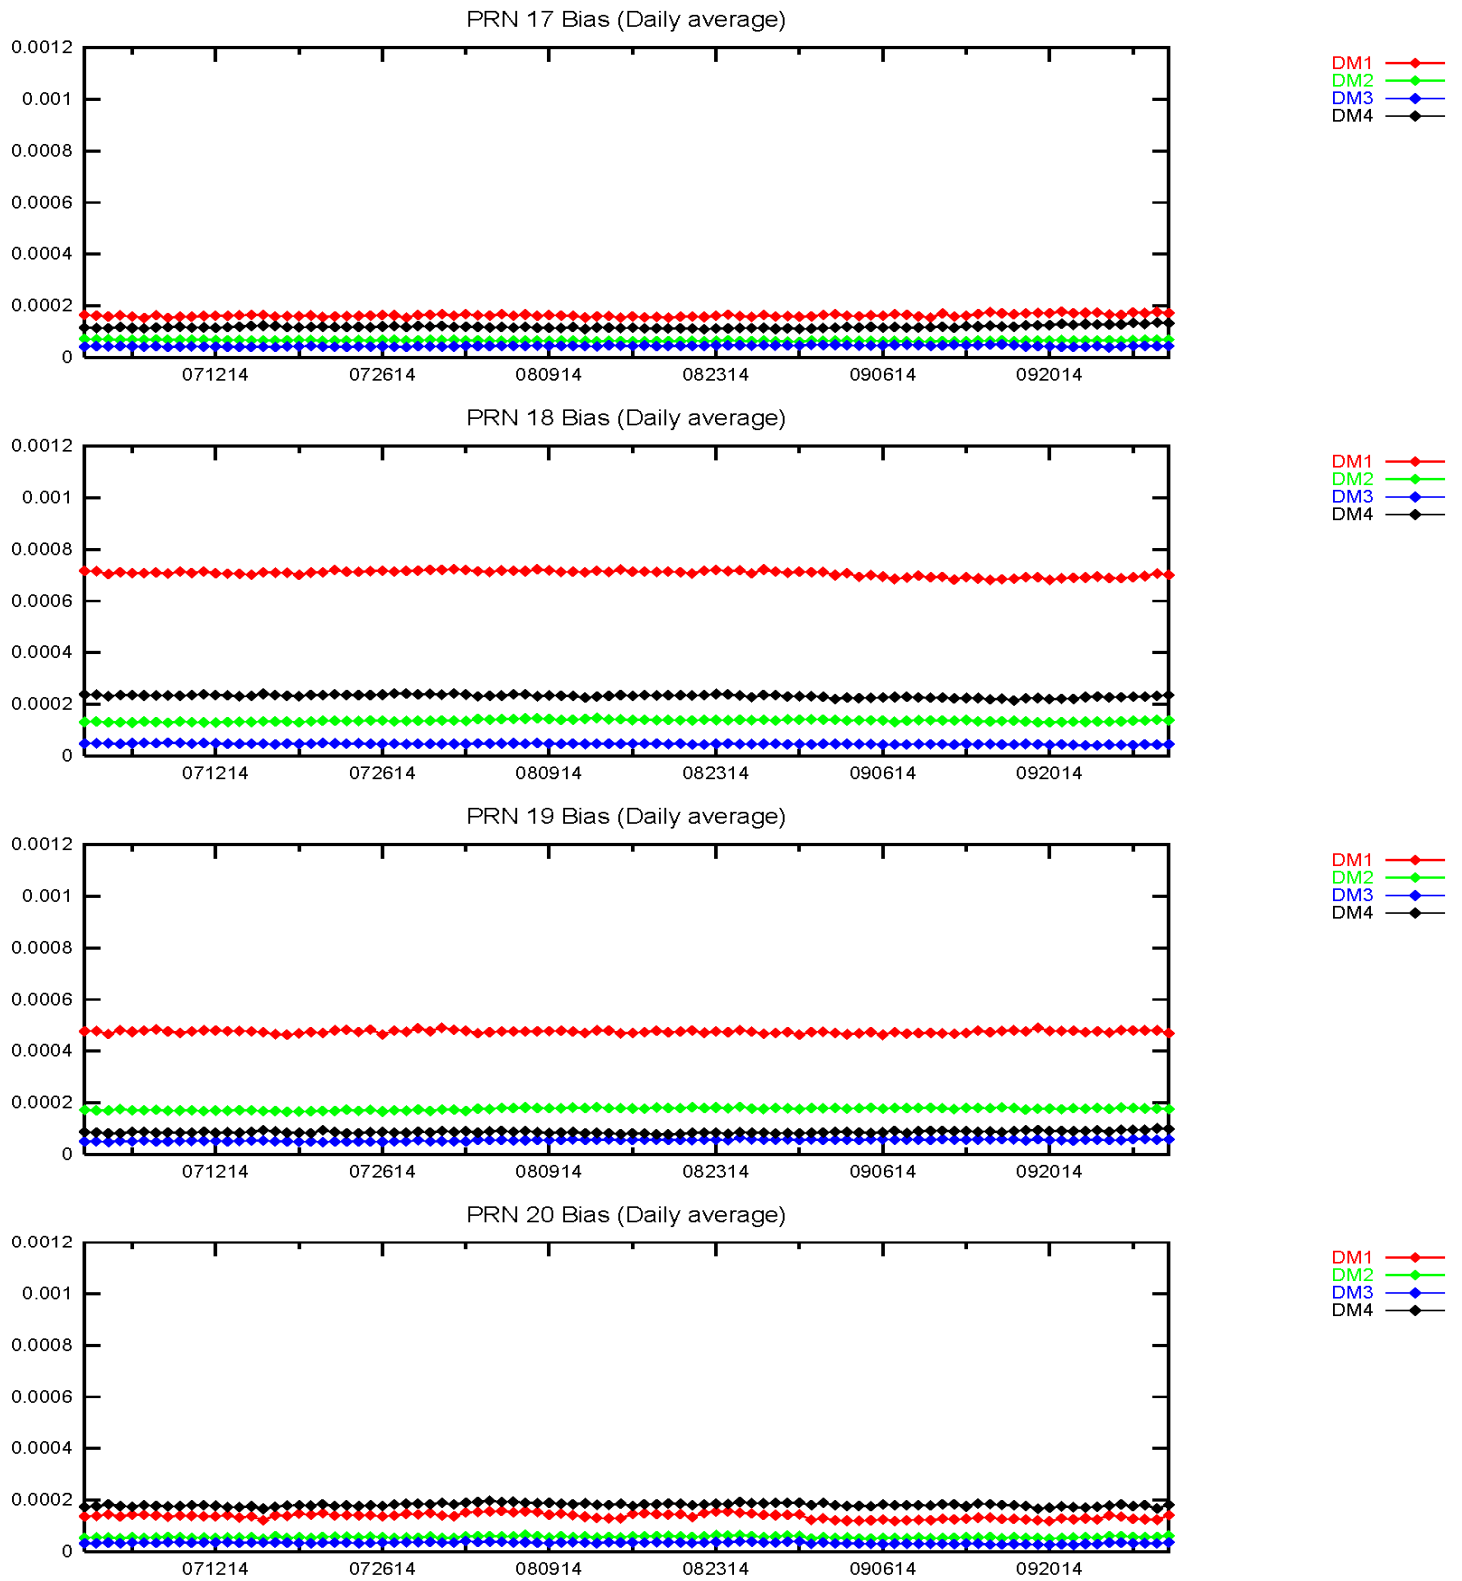 PRN 17 Bias (Daily average)
0.0012
0.001
0.0008
0.0006
0.0004
0.0002
0
071214 072614 080914 082314 090614 092014
DM1
DM2
DM3
DM4
PRN 18 Bias (Daily average)
0.0012
0.001
0.0008
0.0006
0.0004
0.0002
0
071214 072614 080914 082314 090614 092014
DM1
DM2
DM3
DM4
PRN 19 Bias (Daily average)
0.0012
0.001
0.0008
0.0006
0.0004
0.0002
0
071214 072614 080914 082314 090614 092014
DM1
DM2
DM3
DM4
PRN 20 Bias (Daily average)
0.0012
0.001
0.0008
0.0006
0.0004
0.0002
0
071214 072614 080914 082314 090614 092014
DM1
DM2
DM3
DM4